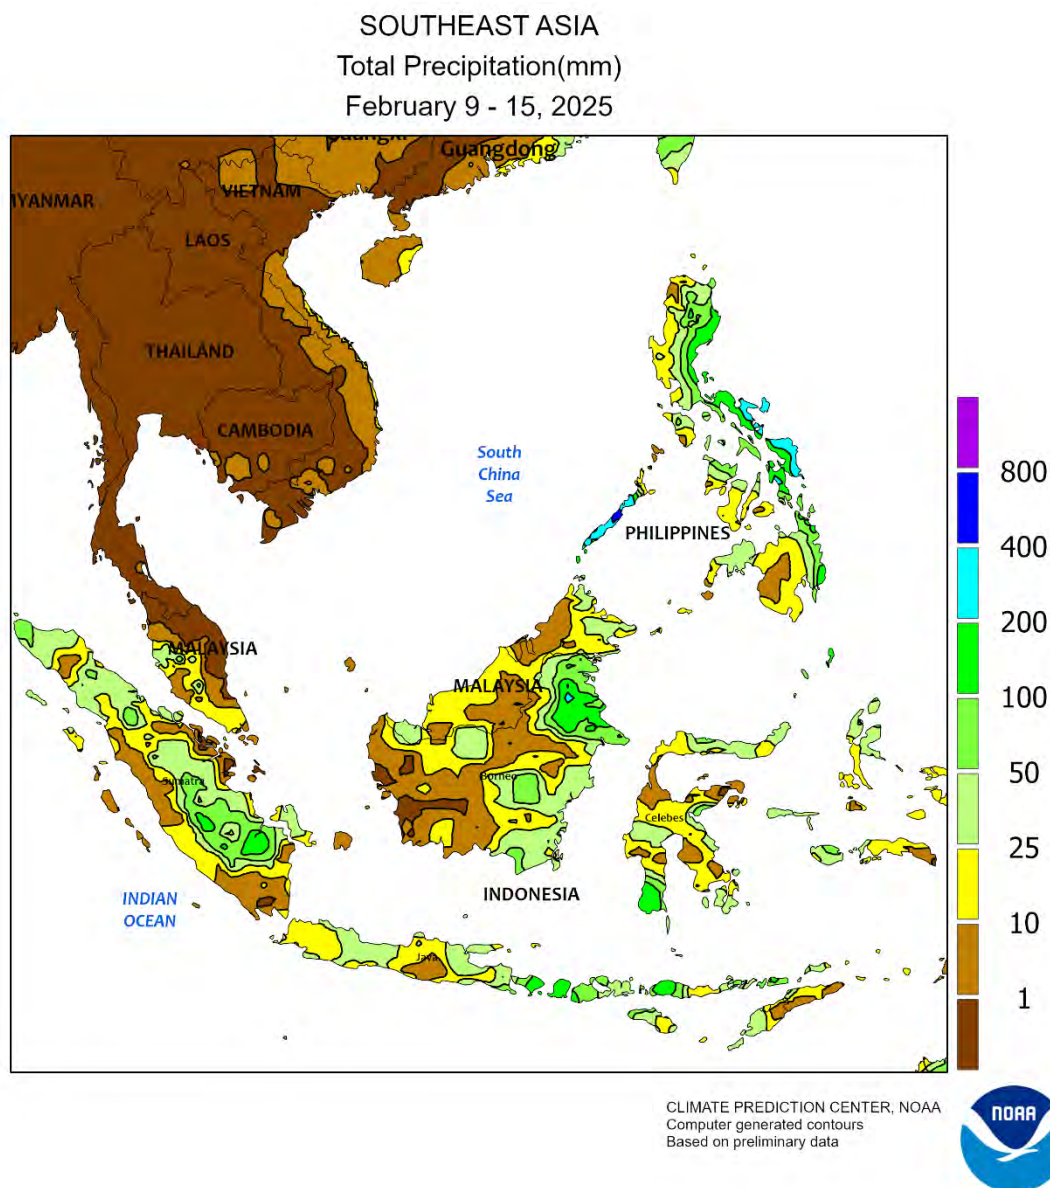 SOUTHEAST ASIA
Total Precipitation(mm)
February 9 - 15, 2025
Guangdong
VIETNAM
MYANMAR
LAOS
THAILAND
CAMBODIA
South
China
Sea
PHILIPPINES
MALAYSIA
MALAYSIA
Sumatra
Borneo
Celebes
INDONESIA
INDIAN
OCEAN
Java
800
400
200
100
50
25
10
1
CLIMATE PREDICTION CENTER, NOAA
Computer generated contours
Based on preliminary data
NOAA